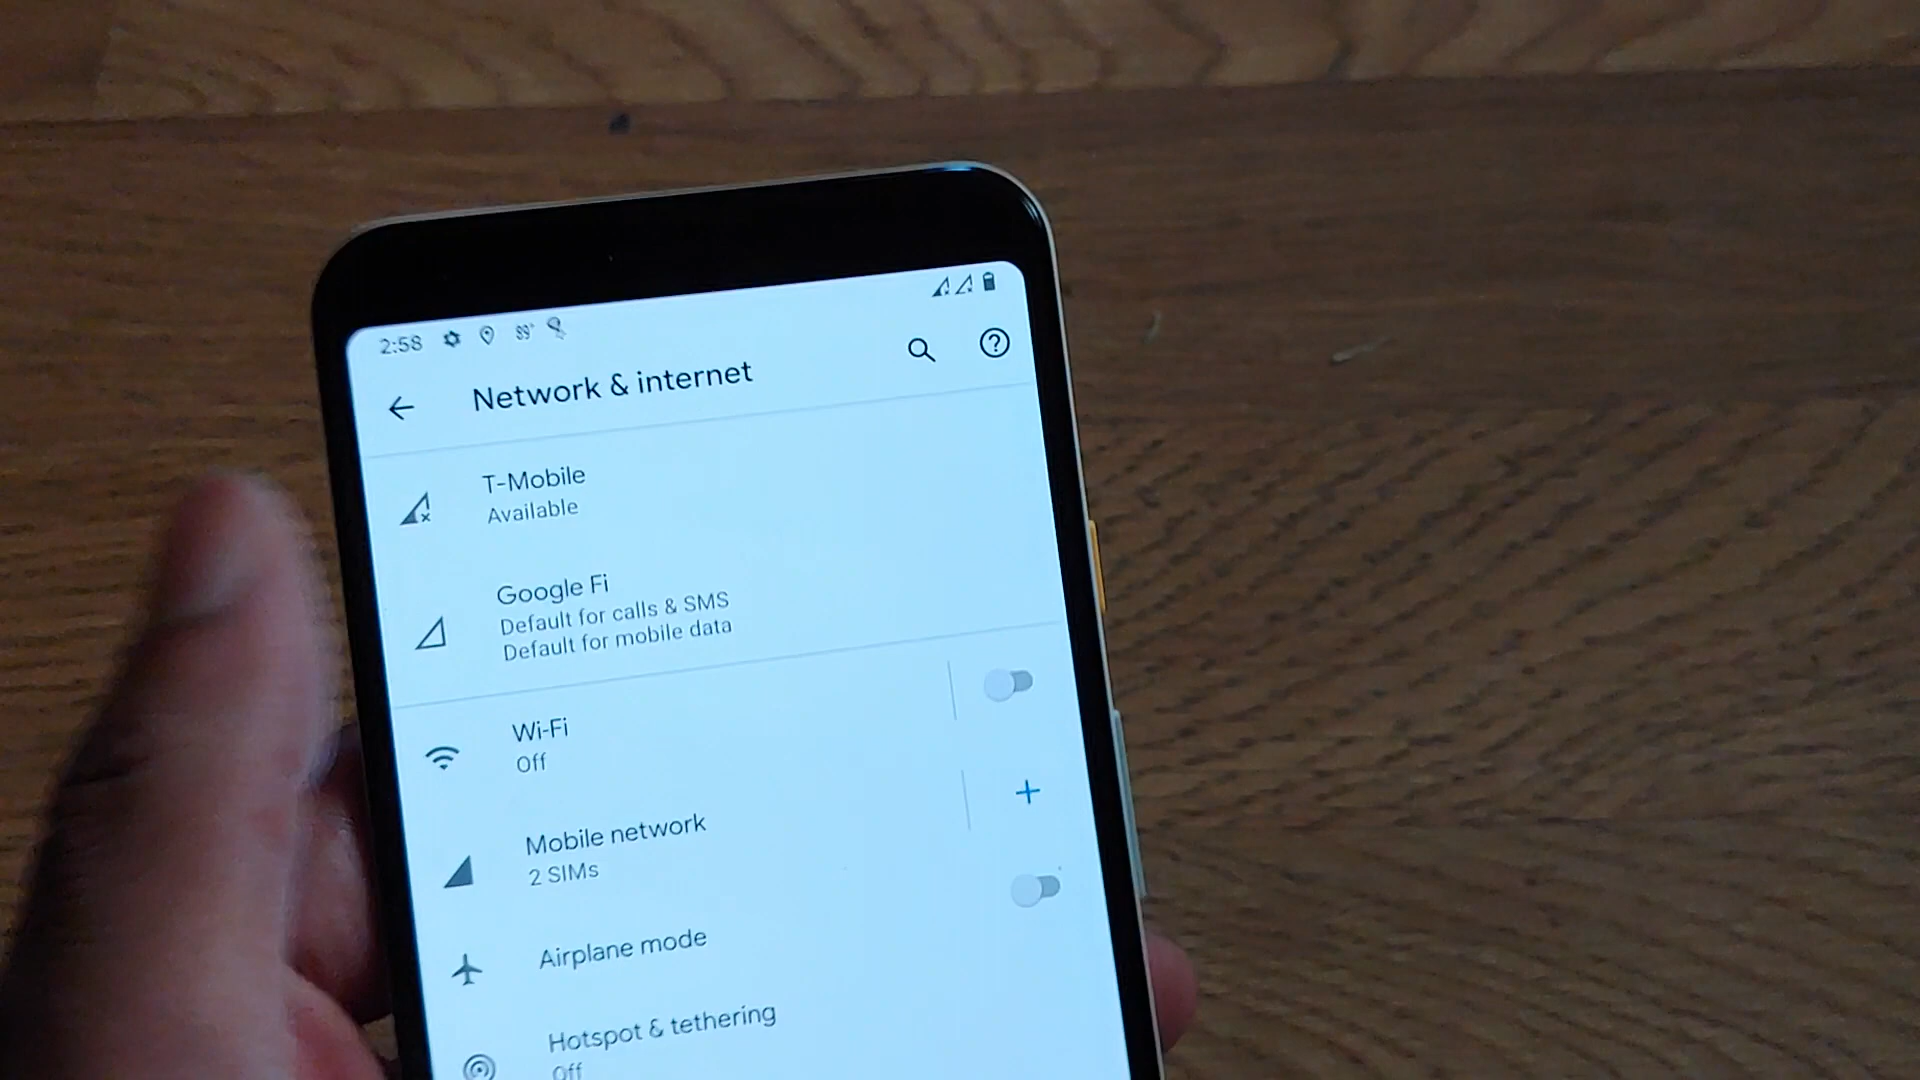 2:58 89°
Network & internet
T-Mobile
Available
Google Fi
Default for calls & SMS
Default for mobile data
Wi-Fi
Off
Mobile network
2 SIMs
Airplane mode
Hotspot & tethering
Off